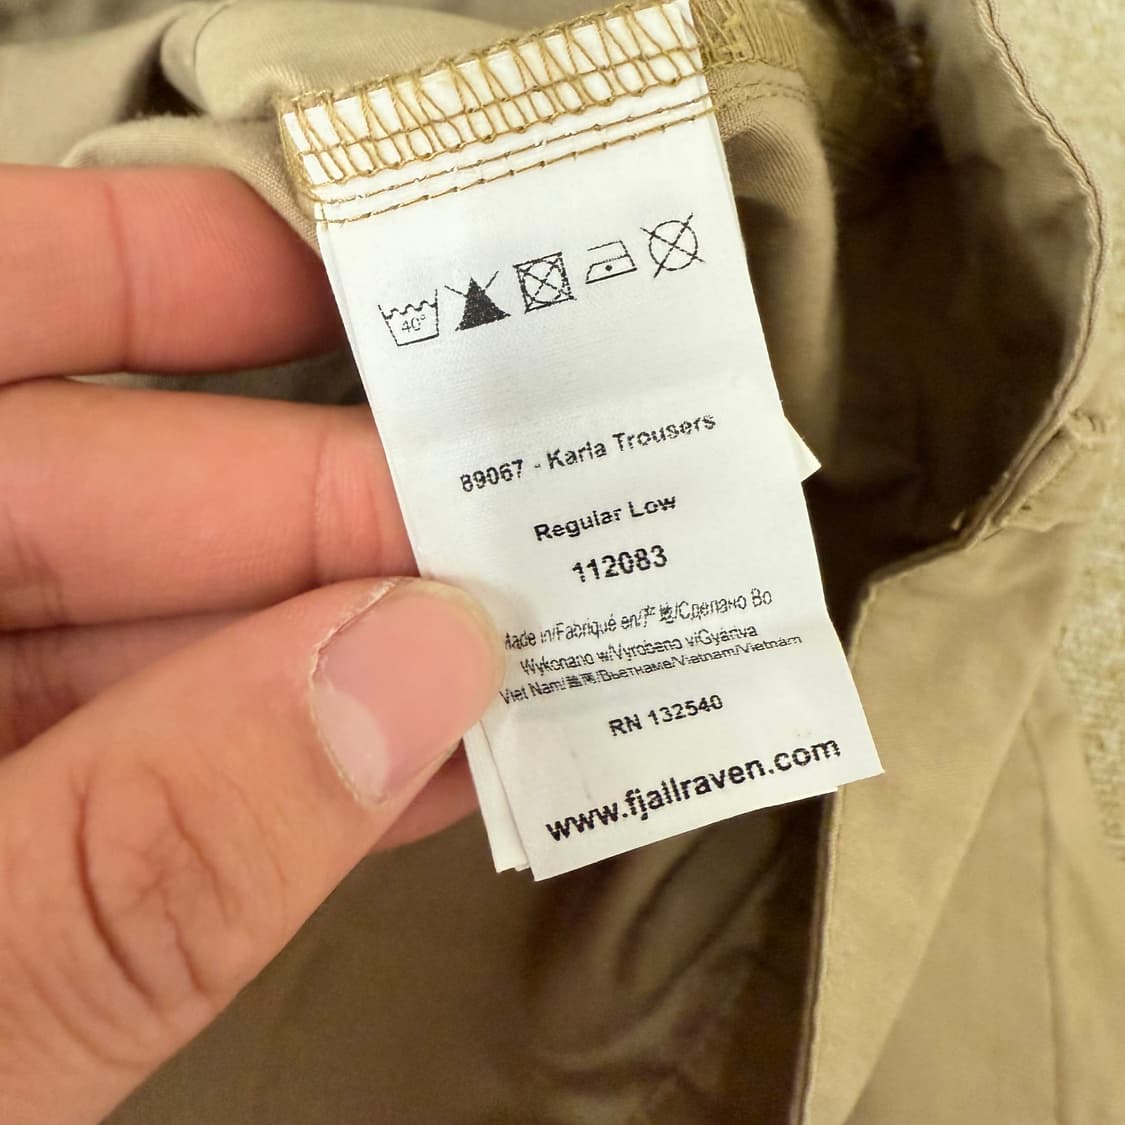 40°
89067 - Karla Trousers
Regular Low
112083
Made in/Fabriqué en/产地/Сделано Во
Wykonano w/Vyrobeno v/Gyártva
Viet Nam/越南/Вьетнаме/Vietnam/Vietnam
RN 132540
www.fjallraven.com